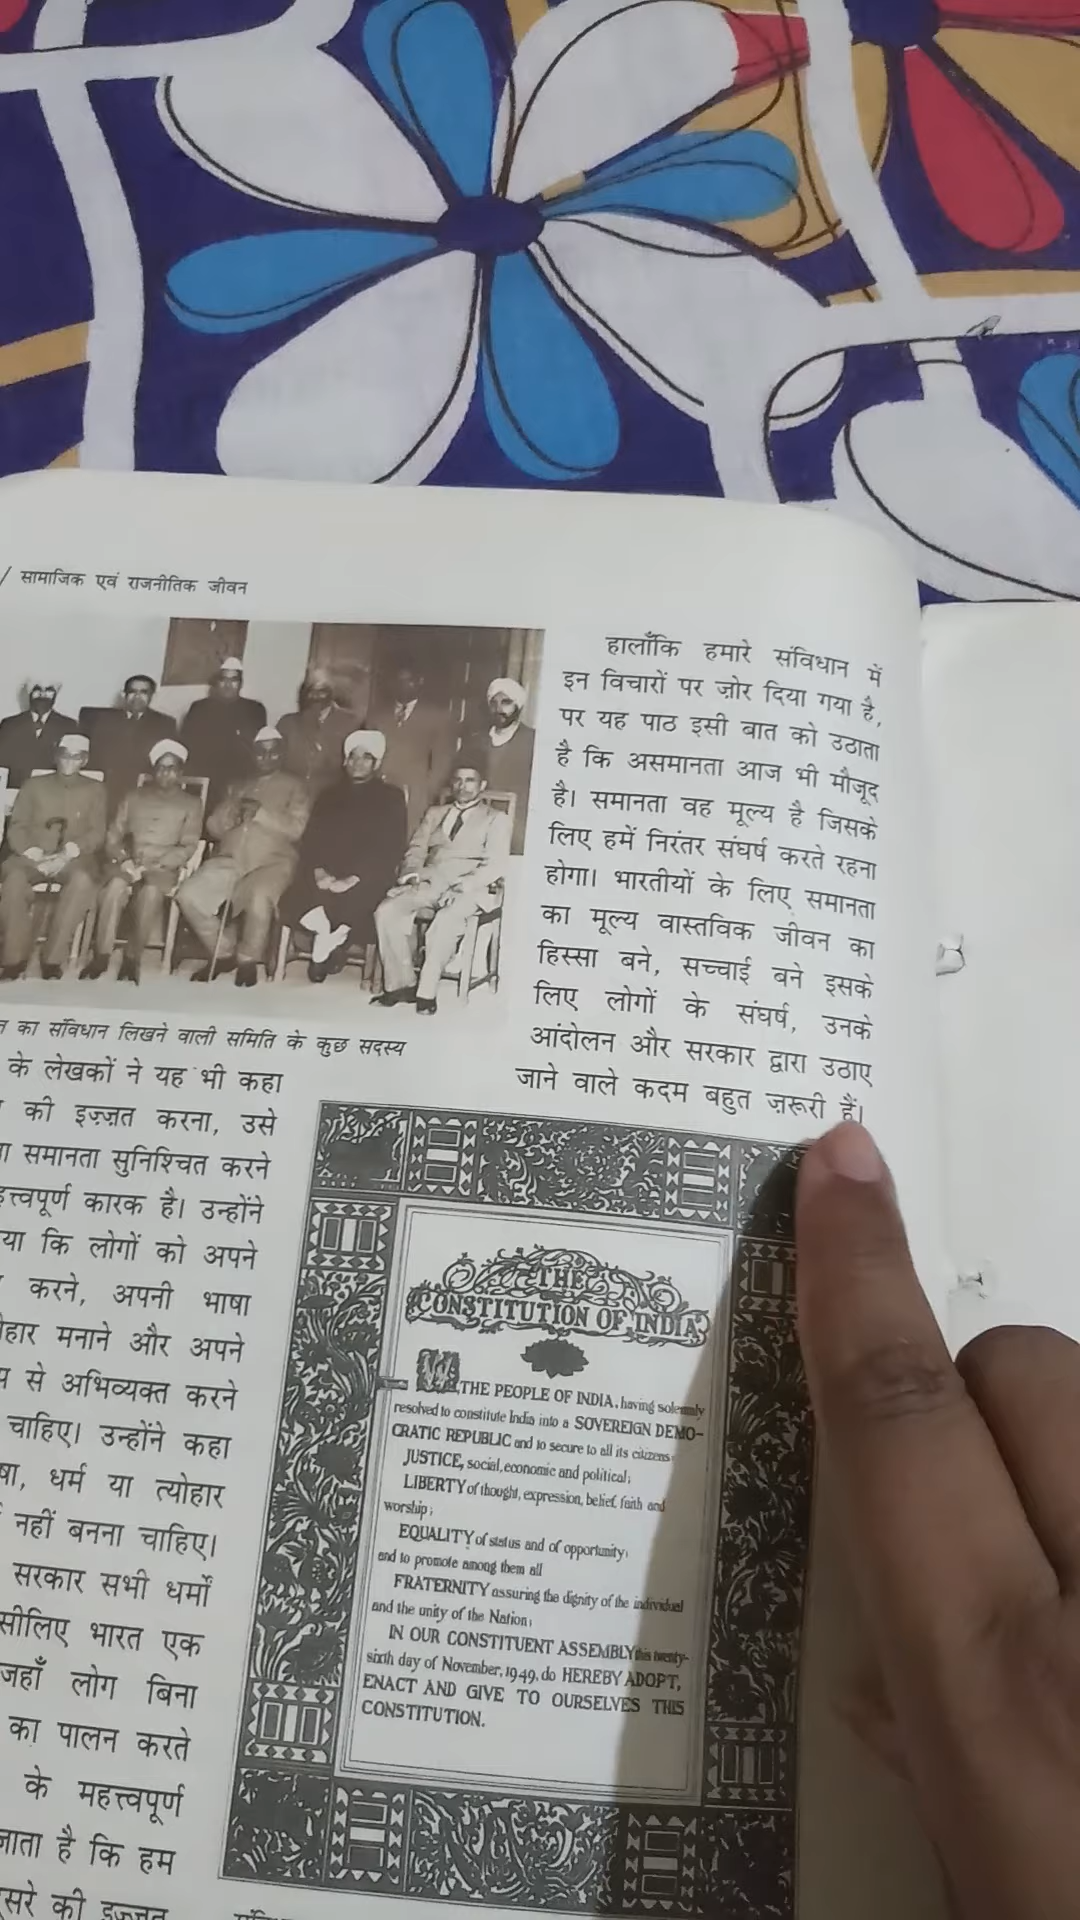 / सामाजिक एवं राजनीतिक जीवन
का संविधान लिखने वाली समिति के कुछ सदस्य
के लेखकों ने यह भी कहा
की इज़्ज़त करना, उसे
समानता सुनिश्चित करने
कारक है। उन्होंने
कि लोगों को अपने
करने, अपनी भाषा
मनाने और अपने
से अभिव्यक्त करने
चाहिए। उन्होंने कहा
धर्म या त्योहार
नहीं बनना चाहिए।
सरकार सभी धर्मों
भारत एक
जहाँ लोग बिना
का पालन करते
के महत्त्वपूर्ण
है कि हम
की इज़्ज़त
हालाँकि हमारे संविधान में
इन विचारों पर ज़ोर दिया गया है,
पर यह पाठ इसी बात को उठाता
है कि असमानता आज भी मौजूद
है। समानता वह मूल्य है जिसके
लिए हमें निरंतर संघर्ष करते रहना
होगा। भारतीयों के लिए समानता
का मूल्य वास्तविक जीवन का
हिस्सा बने, सच्चाई बने इसके
लिए लोगों के संघर्ष, उनके
आंदोलन और सरकार द्वारा उठाए
जाने वाले कदम बहुत ज़रूरी हैं।
THE
CONSTITUTION OF INDIA
WE, THE PEOPLE OF INDIA, having solemnly
resolved to constitute India into a SOVEREIGN DEMO-
CRATIC REPUBLIC and to secure to all its citizens:
JUSTICE, social, economic and political;
LIBERTY of thought, expression, belief, faith and
worship;
EQUALITY of status and of opportunity;
and to promote among them all
FRATERNITY assuring the dignity of the individual
and the unity of the Nation;
IN OUR CONSTITUENT ASSEMBLY this twenty-
sixth day of November, 1949, do HEREBY ADOPT,
ENACT AND GIVE TO OURSELVES THIS
CONSTITUTION.